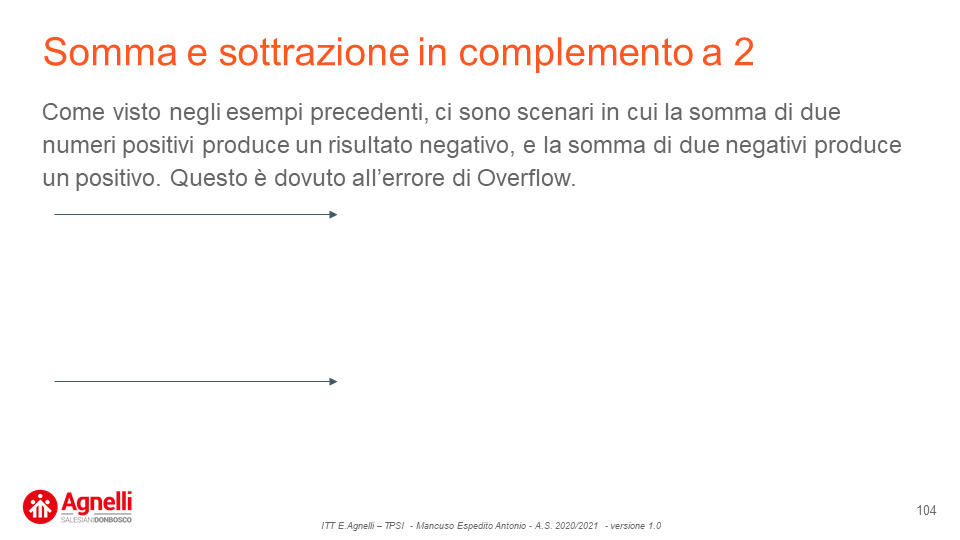 Somma e sottrazione in complemento a 2
Come visto negli esempi precedenti, ci sono scenari in cui la somma di due
numeri positivi produce un risultato negativo, e la somma di due negativi produce
un positivo. Questo è dovuto all’errore di Overflow.
Agnelli
SALESIANIDONBOSCO
ITT E.Agnelli – TPSI - Mancuso Espedito Antonio - A.S. 2020/2021 - versione 1.0
104